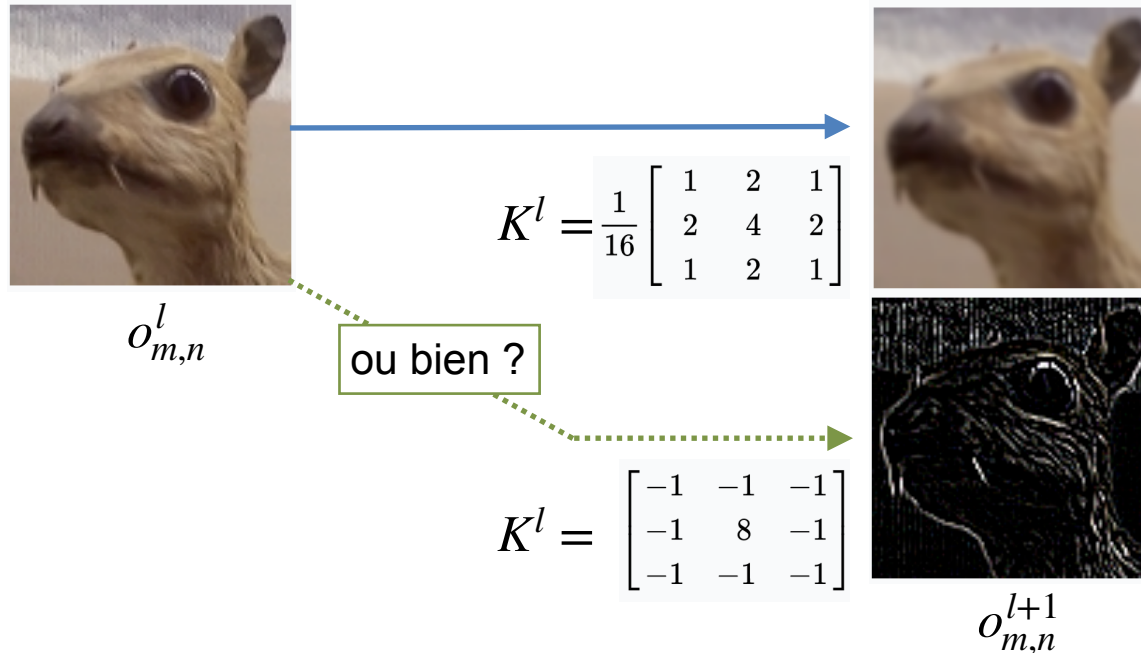 K^l = 1/16 [ 1 2 1
2 4 2
1 2 1 ]
o^l_{m,n}
ou bien ?
K^l = [ −1 −1 −1
−1 8 −1
−1 −1 −1 ]
o^{l+1}_{m,n}